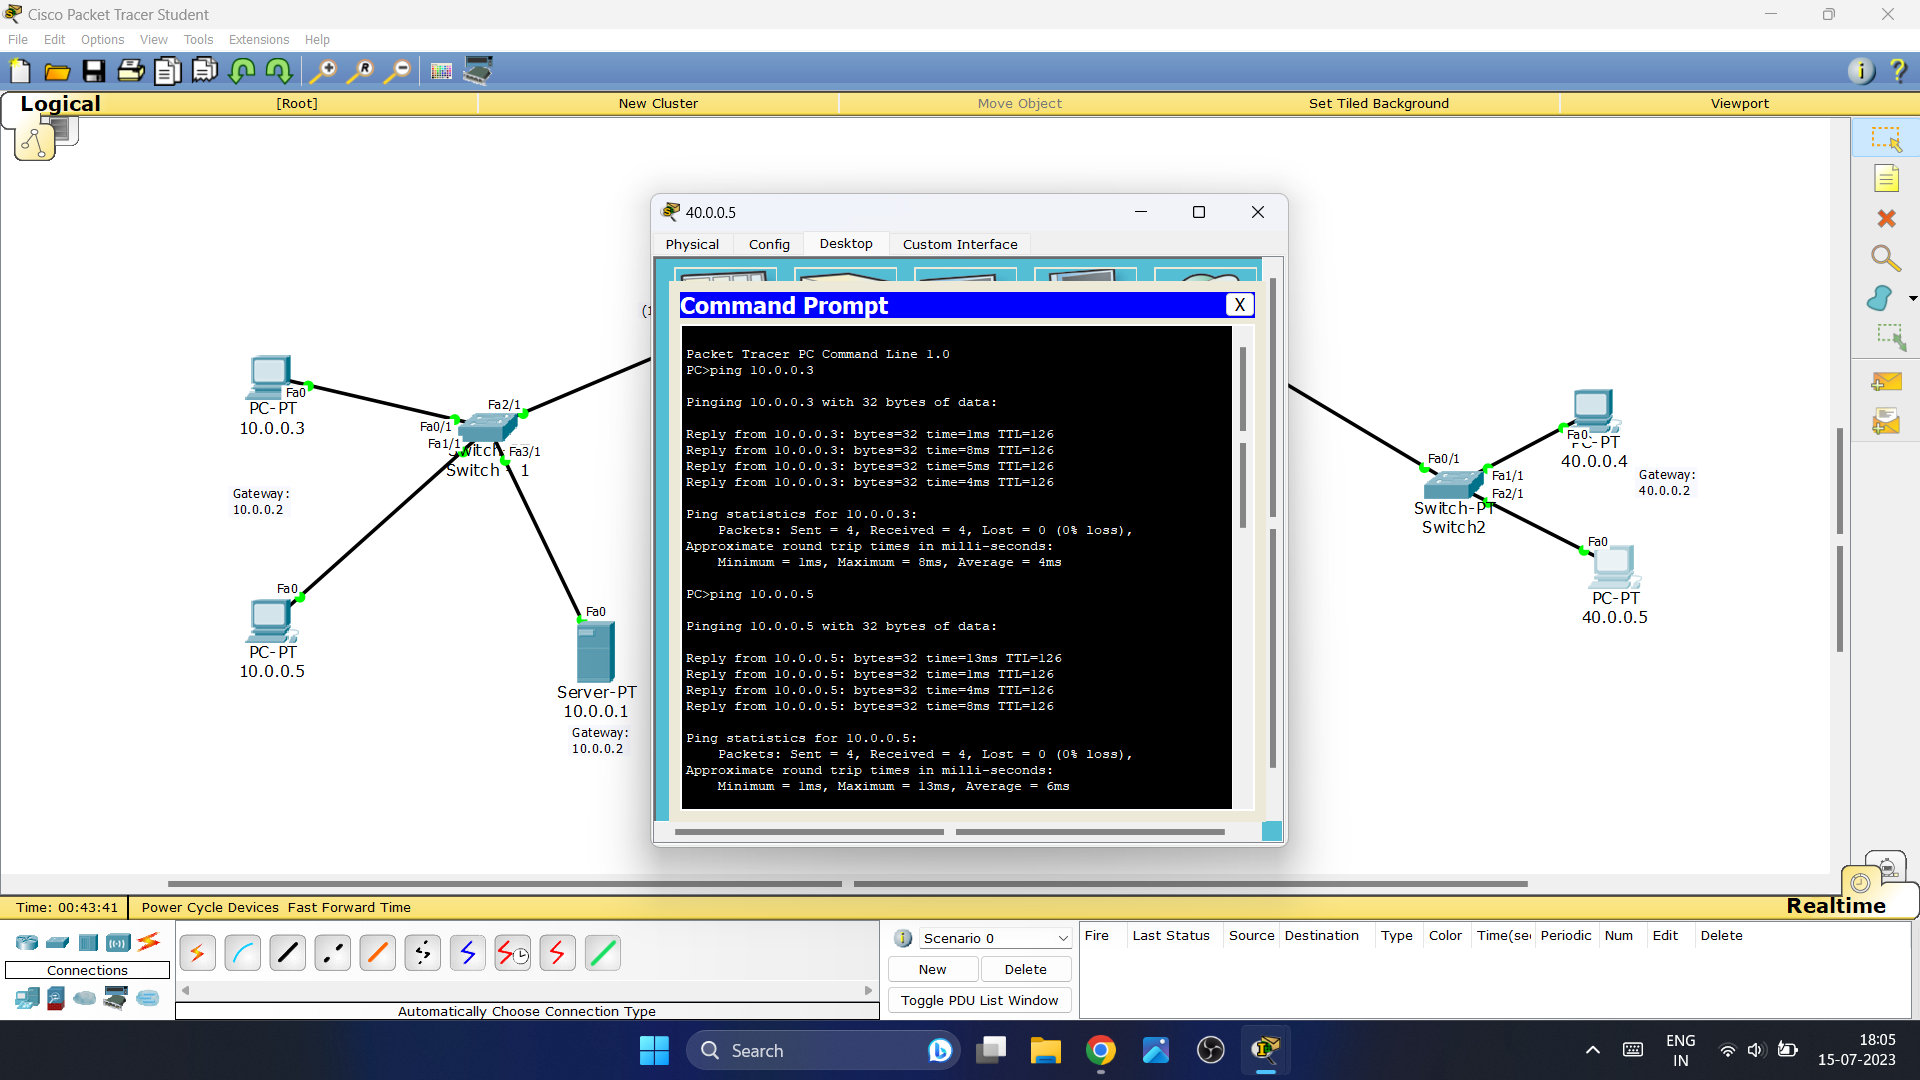 Cisco Packet Tracer Student
File Edit Options View Tools Extensions Help
Logical [Root] New Cluster Move Object Set Tiled Background Viewport
40.0.0.5
Physical Config Desktop Custom Interface
Command Prompt X
Packet Tracer PC Command Line 1.0
PC>ping 10.0.0.3
Pinging 10.0.0.3 with 32 bytes of data:
Reply from 10.0.0.3: bytes=32 time=1ms TTL=126
Reply from 10.0.0.3: bytes=32 time=8ms TTL=126
Reply from 10.0.0.3: bytes=32 time=5ms TTL=126
Reply from 10.0.0.3: bytes=32 time=4ms TTL=126
Ping statistics for 10.0.0.3:
Packets: Sent = 4, Received = 4, Lost = 0 (0% loss),
Approximate round trip times in milli-seconds:
Minimum = 1ms, Maximum = 8ms, Average = 4ms
PC>ping 10.0.0.5
Pinging 10.0.0.5 with 32 bytes of data:
Reply from 10.0.0.5: bytes=32 time=13ms TTL=126
Reply from 10.0.0.5: bytes=32 time=1ms TTL=126
Reply from 10.0.0.5: bytes=32 time=4ms TTL=126
Reply from 10.0.0.5: bytes=32 time=8ms TTL=126
Ping statistics for 10.0.0.5:
Packets: Sent = 4, Received = 4, Lost = 0 (0% loss),
Approximate round trip times in milli-seconds:
Minimum = 1ms, Maximum = 13ms, Average = 6ms
Fa0
PC-PT
10.0.0.3
Fa2/1
Fa0/1
Fa1/1
Fa3/1
Switch 1
Gateway:
10.0.0.2
Fa0
PC-PT
10.0.0.5
Fa0
Server-PT
10.0.0.1
Gateway:
10.0.0.2
Fa0/1
Fa1/1
Fa2/1
Switch-PT
Switch2
Fa0
PC-PT
40.0.0.4
Gateway:
40.0.0.2
Fa0
PC-PT
40.0.0.5
Time: 00:43:41 Power Cycle Devices Fast Forward Time Realtime
Connections
Automatically Choose Connection Type
Scenario 0
New Delete
Toggle PDU List Window
Fire Last Status Source Destination Type Color Time(sec Periodic Num Edit Delete
Search
ENG
IN
18:05
15-07-2023